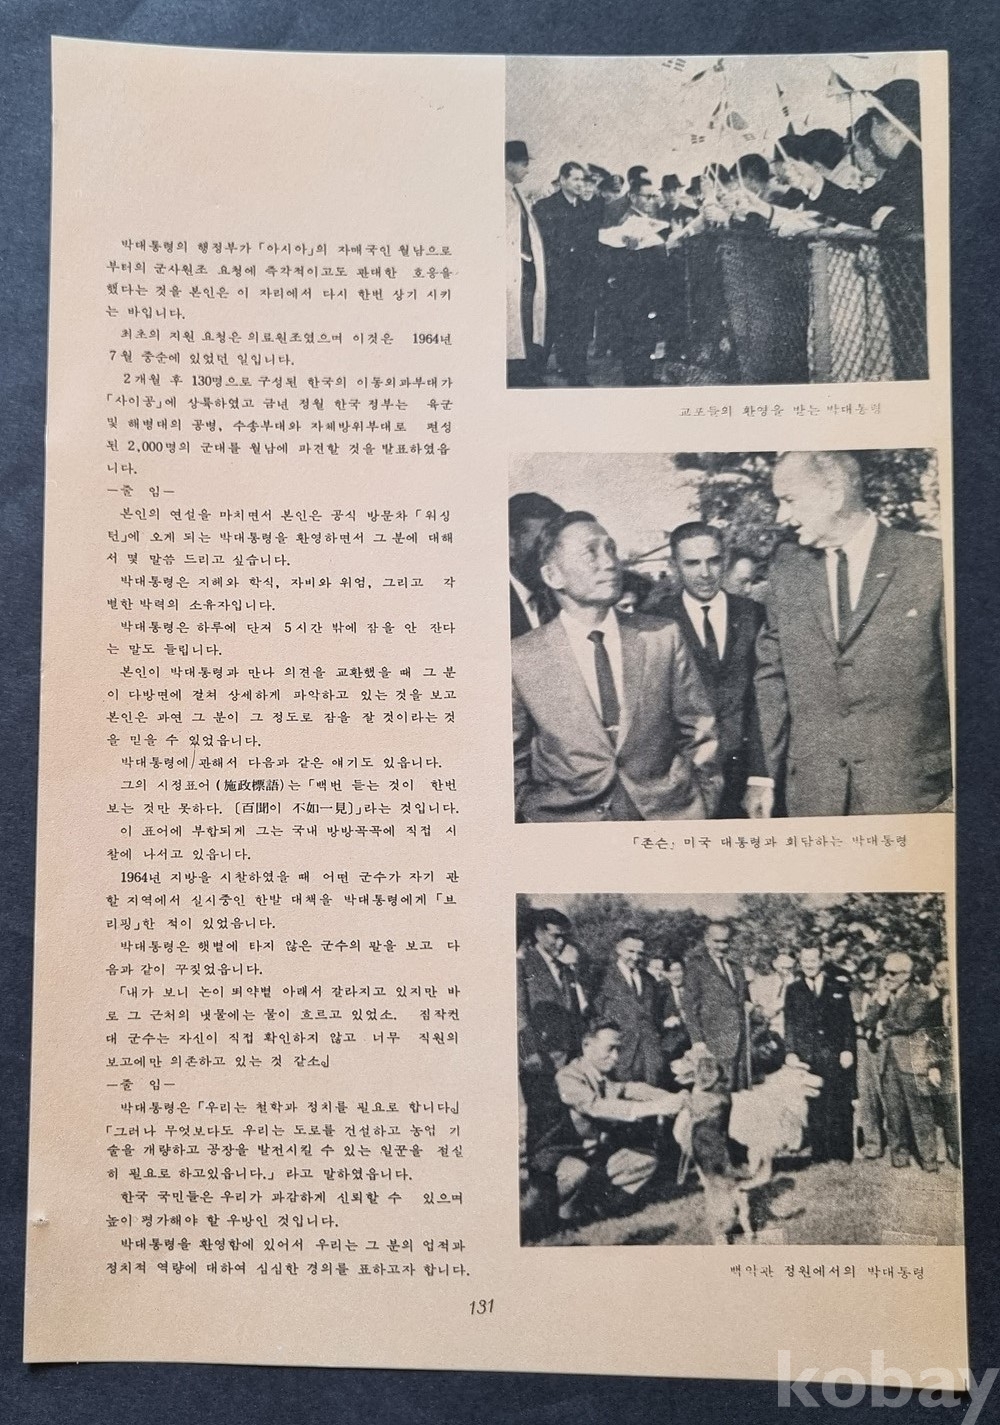 박대통령의 행정부가 「아시아」의 자매국인 월남으로
부터의 군사원조 요청에 즉각적이고도 관대한 호응을
했다는 것을 본인은 이 자리에서 다시 한번 상기 시키
는 바입니다.
최초의 지원 요청은 의료원조였으며 이것은 1964년
7월 중순에 있었던 일입니다.
2개월 후 130명으로 구성된 한국의 이동외과부대가
「사이공」에 상륙하였고 금년 정월 한국 정부는 육군
및 해병대의 공병, 수송부대와 자체방위부대로 편성
된 2,000명의 군대를 월남에 파견할 것을 발표하였읍
니다.
—줄 임—
본인의 연설을 마치면서 본인은 공식 방문차 「워싱
턴」에 오게 되는 박대통령을 환영하면서 그 분에 대해
서 몇 말씀 드리고 싶습니다.
박대통령은 지혜와 학식, 자비와 위엄, 그리고 각
별한 박력의 소유자입니다.
박대통령은 하루에 단져 5시간 밖에 잠을 안 잔다
는 말도 들립니다.
본인이 박대통령과 만나 의견을 교환했을 때 그 분
이 다방면에 걸쳐 상세하게 파악하고 있는 것을 보고
본인은 과연 그 분이 그 정도로 잠을 잘 것이라는 것
을 믿을 수 있었읍니다.
박대통령에 관해서 다음과 같은 얘기도 있읍니다.
그의 시정표어 (施政標語)는 「백번 듣는 것이 한번
보는 것만 못하다. 〔百聞이 不如一見〕」라는 것입니다.
이 표어에 부합되게 그는 국내 방방곡곡에 직접 시
찰에 나서고 있읍니다.
1964년 지방을 시찰하였을 때 어떤 군수가 자기 관
할 지역에서 실시중인 한발 대책을 박대통령에게 「브
리핑」한 적이 있었읍니다.
박대통령은 햇볕에 타지 않은 군수의 팔을 보고 다
음과 같이 꾸짖었읍니다.
「내가 보니 논이 뙤약볕 아래서 갈라지고 있지만 바
로 그 근처의 냇물에는 물이 흐르고 있었소. 짐작컨
대 군수는 자신이 직접 확인하지 않고 너무 직원의
보고에만 의존하고 있는 것 같소」
—줄 임—
박대통령은 「우리는 철학과 정치를 필요로 합니다」
「그러나 무엇보다도 우리는 도로를 건설하고 농업 기
술을 개량하고 공장을 발전시킬 수 있는 일꾼을 절실
히 필요로 하고있읍니다.」 라고 말하였읍니다.
한국 국민들은 우리가 과감하게 신뢰할 수 있으며
높이 평가해야 할 우방인 것입니다.
박대통령을 환영함에 있어서 우리는 그 분의 업적과
정치적 역량에 대하여 심심한 경의를 표하고자 합니다.
131
교포들의 환영을 받는 박대통령
「존슨」 미국 대통령과 회담하는 박대통령
백악관 정원에서의 박대통령
kobay